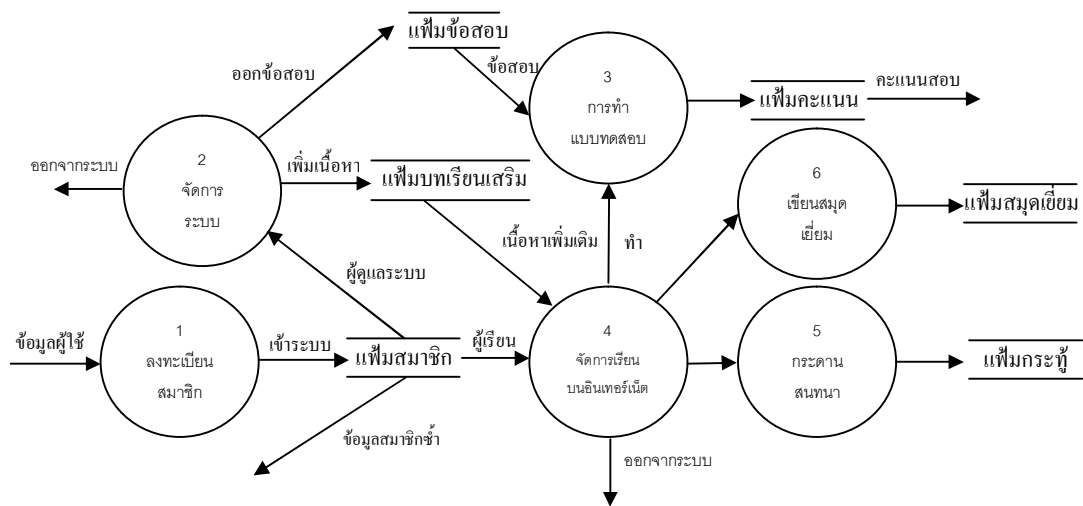 แฟ้มข้อสอบ
ออกข้อสอบ
ข้อสอบ
3
การทำ
แบบทดสอบ
แฟ้มคะแนน
คะแนนสอบ
ออกจากระบบ
2
จัดการ
ระบบ
เพิ่มเนื้อหา
แฟ้มบทเรียนเสริม
6
เขียนสมุด
เยี่ยม
แฟ้มสมุดเยี่ยม
เนื้อหาเพิ่มเติม
ทำ
ผู้ดูแลระบบ
ข้อมูลผู้ใช้
1
ลงทะเบียน
สมาชิก
เข้าระบบ
แฟ้มสมาชิก
ผู้เรียน
4
จัดการเรียน
บนอินเทอร์เน็ต
5
กระดาน
สนทนา
แฟ้มกระทู้
ข้อมูลสมาชิกซ้ำ
ออกจากระบบ